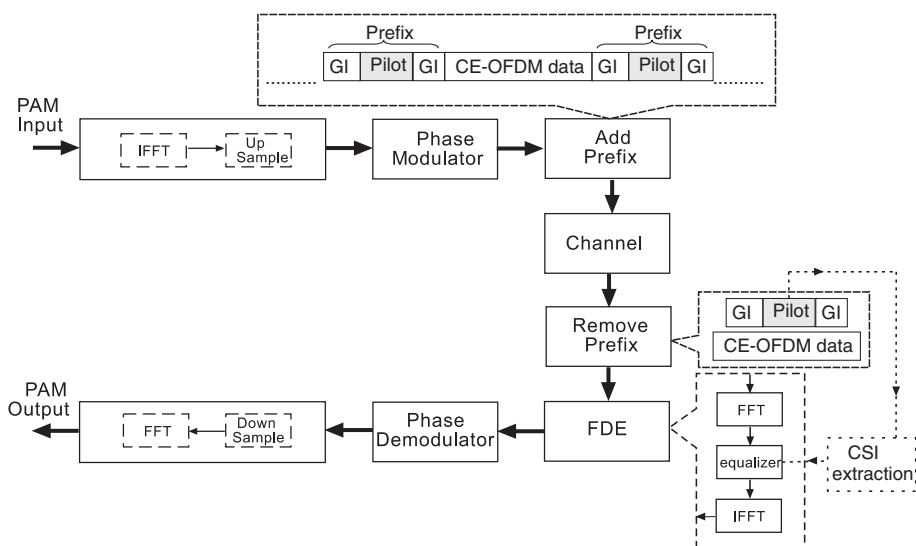 Prefix
Prefix
GI Pilot GI CE-OFDM data GI Pilot GI
PAM
Input
IFFT
Up
Sample
Phase
Modulator
Add
Prefix
Channel
Remove
Prefix
GI Pilot GI
CE-OFDM data
PAM
Output
FFT
Down
Sample
Phase
Demodulator
FDE
FFT
equalizer
IFFT
CSI
extraction